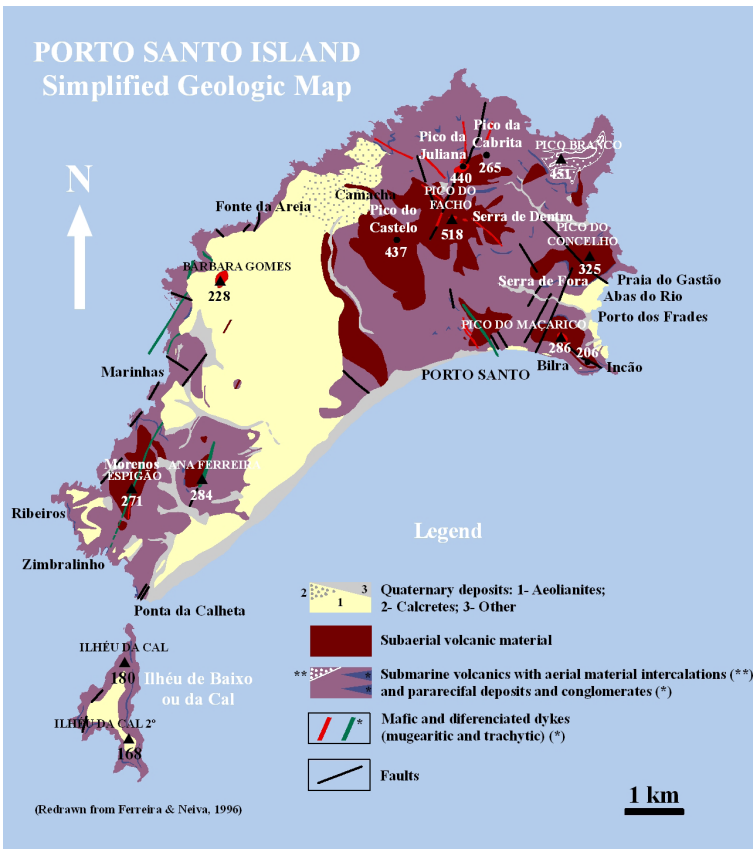 PORTO SANTO ISLAND
Simplified Geologic Map
N
Pico da
Juliana
440
Pico da
Cabrita
265
PICO BRANCO
451
Camacha
PICO DO
FACHO
518
Fonte da Areia
Pico do
Castelo
437
Serra de Dentro
PICO DO
CONCELHO
325
BÁRBARA GOMES
228
Serra de Fora
Praia do Gastão
Abas do Rio
Porto dos Frades
PICO DO MAÇARICO
286
206
Marinhas
PORTO SANTO
Bilra
Incão
Morenos
ESPIGÃO
271
ANA FERREIRA
284
Ribeiros
Zimbralinho
Ponta da Calheta
ILHÉU DA CAL
180
Ilhéu de Baixo
ou da Cal
ILHÉU DA CAL 2º
168
Legend
2
1
3
Quaternary deposits: 1- Aeolianites;
2- Calcretes; 3- Other
Subaerial volcanic material
**
*
*
Submarine volcanics with aerial material intercalations (**)
and pararecifal deposits and conglomerates (*)
*
Mafic and diferenciated dykes
(mugearitic and trachytic) (*)
Faults
1 km
(Redrawn from Ferreira & Neiva, 1996)